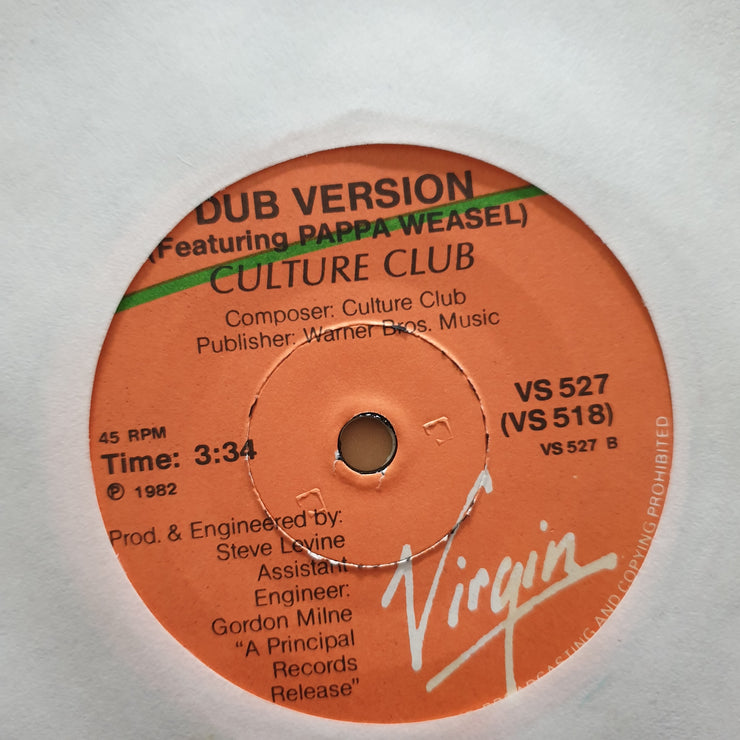 DUB VERSION
(Featuring PAPPA WEASEL)
CULTURE CLUB
Composer: Culture Club
Publisher: Warner Bros. Music
45 RPM
Time: 3:34
℗ 1982
VS 527
(VS 518)
VS 527 B
Prod. & Engineered by:
Steve Levine
Assistant
Engineer:
Gordon Milne
"A Principal
Records
Release"
Virgin
AND COPYING PROHIBITED